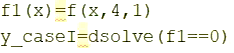 f1(x)=f(x,4,1)
y_caseI=dsolve(f1==0)